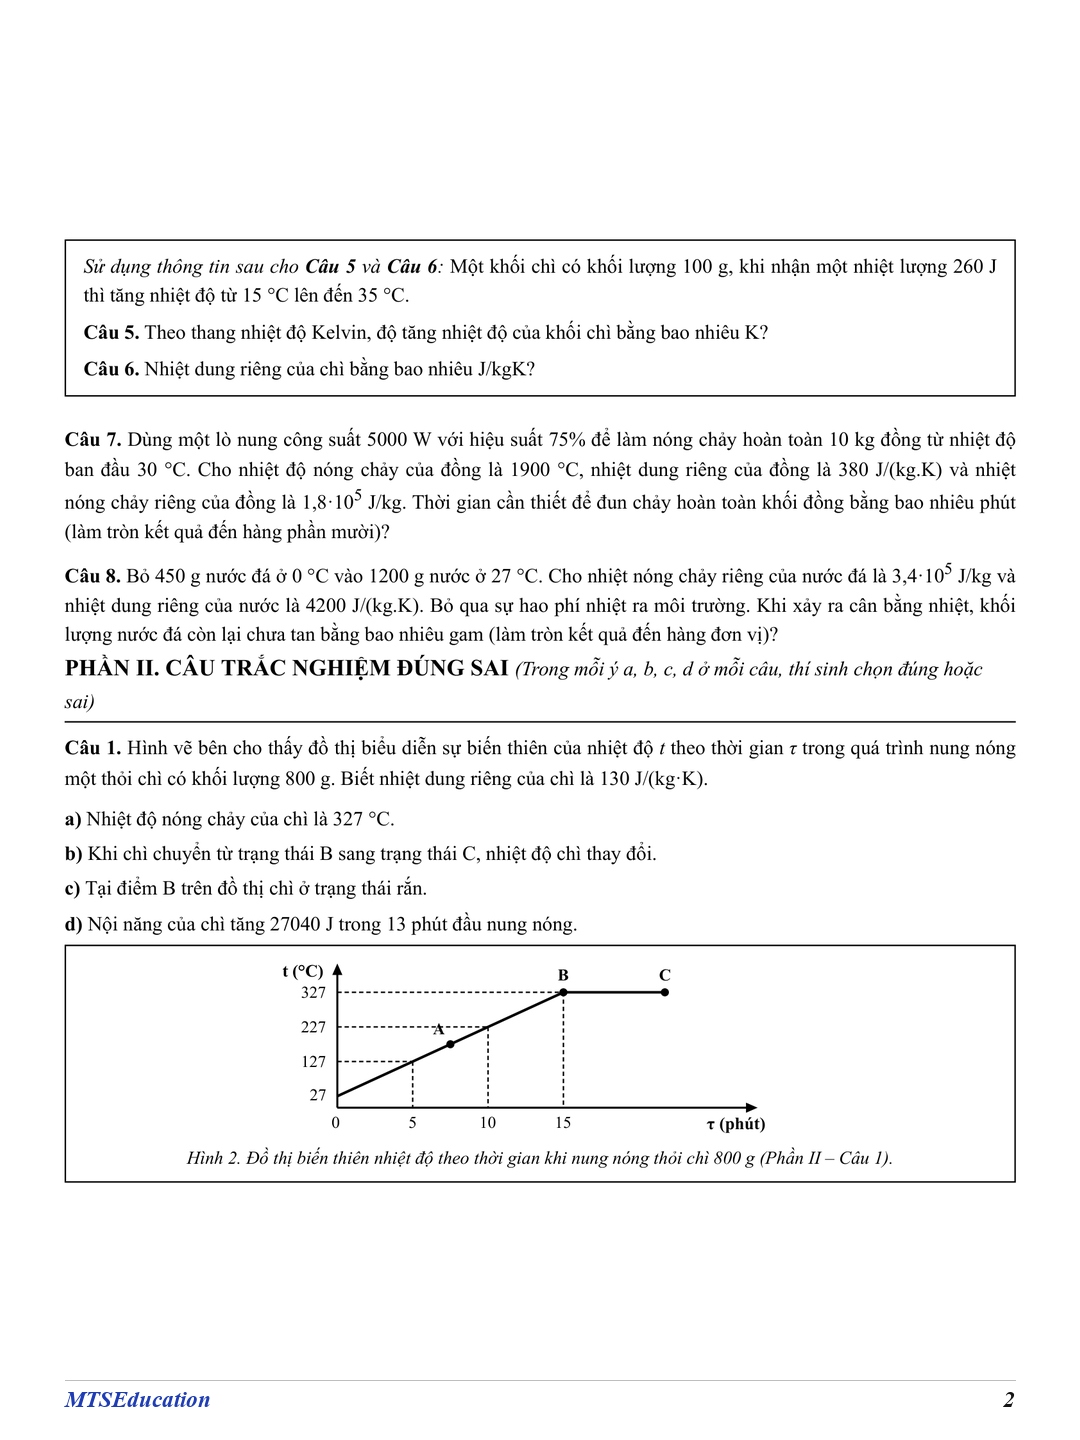 Sử dụng thông tin sau cho Câu 5 và Câu 6: Một khối chì có khối lượng 100 g, khi nhận một nhiệt lượng 260 J
thì tăng nhiệt độ từ 15 °C lên đến 35 °C.
Câu 5. Theo thang nhiệt độ Kelvin, độ tăng nhiệt độ của khối chì bằng bao nhiêu K?
Câu 6. Nhiệt dung riêng của chì bằng bao nhiêu J/kgK?
Câu 7. Dùng một lò nung công suất 5000 W với hiệu suất 75% để làm nóng chảy hoàn toàn 10 kg đồng từ nhiệt độ
ban đầu 30 °C. Cho nhiệt độ nóng chảy của đồng là 1900 °C, nhiệt dung riêng của đồng là 380 J/(kg.K) và nhiệt
nóng chảy riêng của đồng là 1,8·10⁵ J/kg. Thời gian cần thiết để đun chảy hoàn toàn khối đồng bằng bao nhiêu phút
(làm tròn kết quả đến hàng phần mười)?
Câu 8. Bỏ 450 g nước đá ở 0 °C vào 1200 g nước ở 27 °C. Cho nhiệt nóng chảy riêng của nước đá là 3,4·10⁵ J/kg và
nhiệt dung riêng của nước là 4200 J/(kg.K). Bỏ qua sự hao phí nhiệt ra môi trường. Khi xảy ra cân bằng nhiệt, khối
lượng nước đá còn lại chưa tan bằng bao nhiêu gam (làm tròn kết quả đến hàng đơn vị)?
PHẦN II. CÂU TRẮC NGHIỆM ĐÚNG SAI (Trong mỗi ý a, b, c, d ở mỗi câu, thí sinh chọn đúng hoặc
sai)
Câu 1. Hình vẽ bên cho thấy đồ thị biểu diễn sự biến thiên của nhiệt độ t theo thời gian τ trong quá trình nung nóng
một thỏi chì có khối lượng 800 g. Biết nhiệt dung riêng của chì là 130 J/(kg·K).
a) Nhiệt độ nóng chảy của chì là 327 °C.
b) Khi chì chuyển từ trạng thái B sang trạng thái C, nhiệt độ chì thay đổi.
c) Tại điểm B trên đồ thị chì ở trạng thái rắn.
d) Nội năng của chì tăng 27040 J trong 13 phút đầu nung nóng.
t (°C) B C
327
227 A
127
27
0 5 10 15 τ (phút)
Hình 2. Đồ thị biến thiên nhiệt độ theo thời gian khi nung nóng thỏi chì 800 g (Phần II – Câu 1).
MTSEducation 2